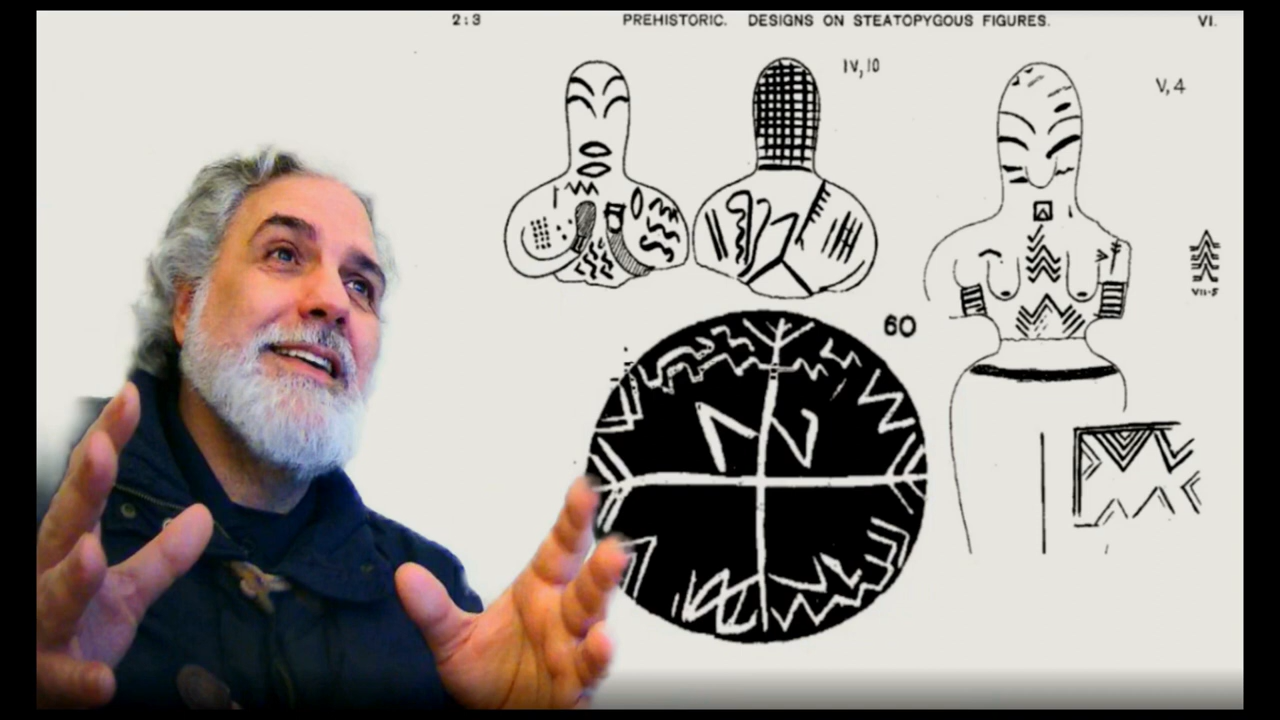 2:3 PREHISTORIC. DESIGNS ON STEATOPYGOUS FIGURES. VI.
IV,10
V,4
VII-5
60